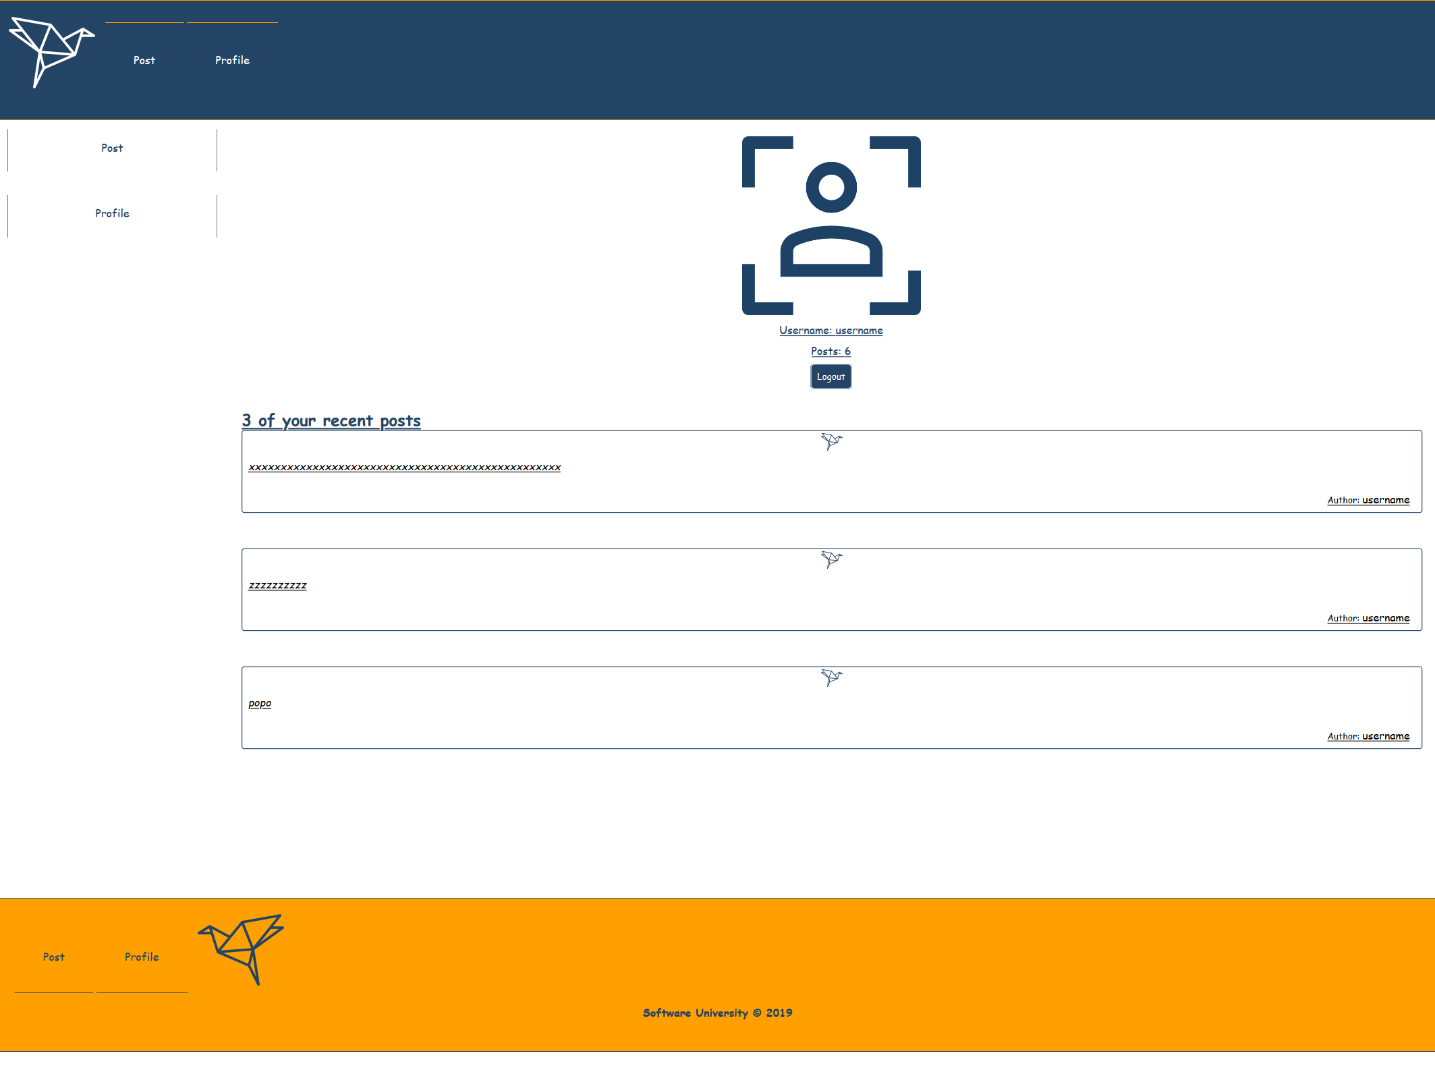 Post Profile
Post
Profile
Username: username
Posts: 6
Logout
3 of your recent posts
xxxxxxxxxxxxxxxxxxxxxxxxxxxxxxxxxxxxxxxxxxxxxxxxx
Author: username
zzzzzzzzzz
Author: username
popo
Author: username
Post Profile
Software University © 2019